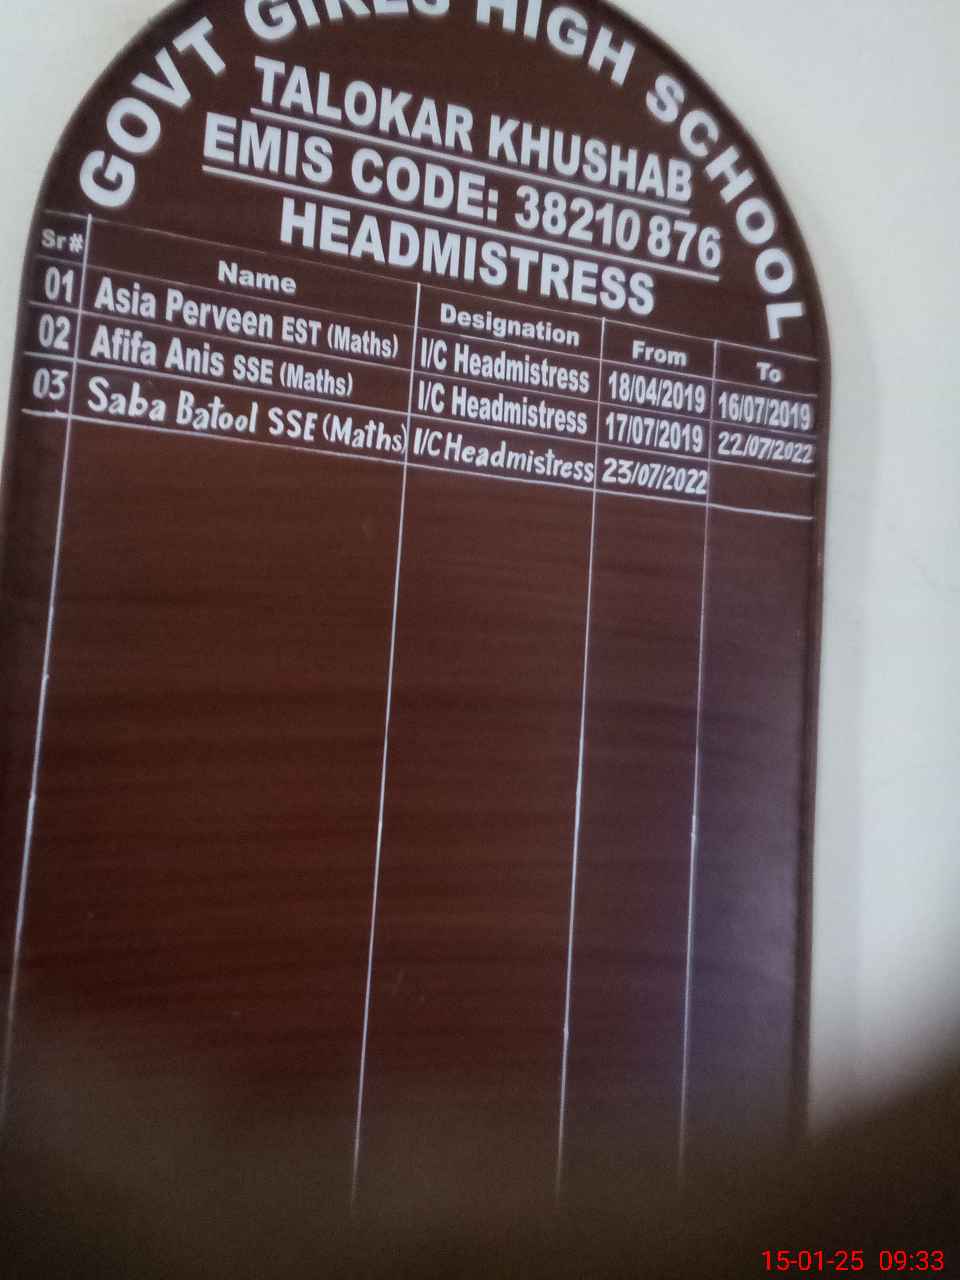 GOVT GIRLS HIGH SCHOOL
TALOKAR KHUSHAB
EMIS CODE: 38210876
HEADMISTRESS
Sr# Name Designation From To
01 Asia Perveen EST (Maths) I/C Headmistress 18/04/2019 16/07/2019
02 Afifa Anis SSE (Maths) I/C Headmistress 17/07/2019 22/07/2022
03 Saba Batool SSE (Maths) I/C Headmistress 23/07/2022
15-01-25 09:33